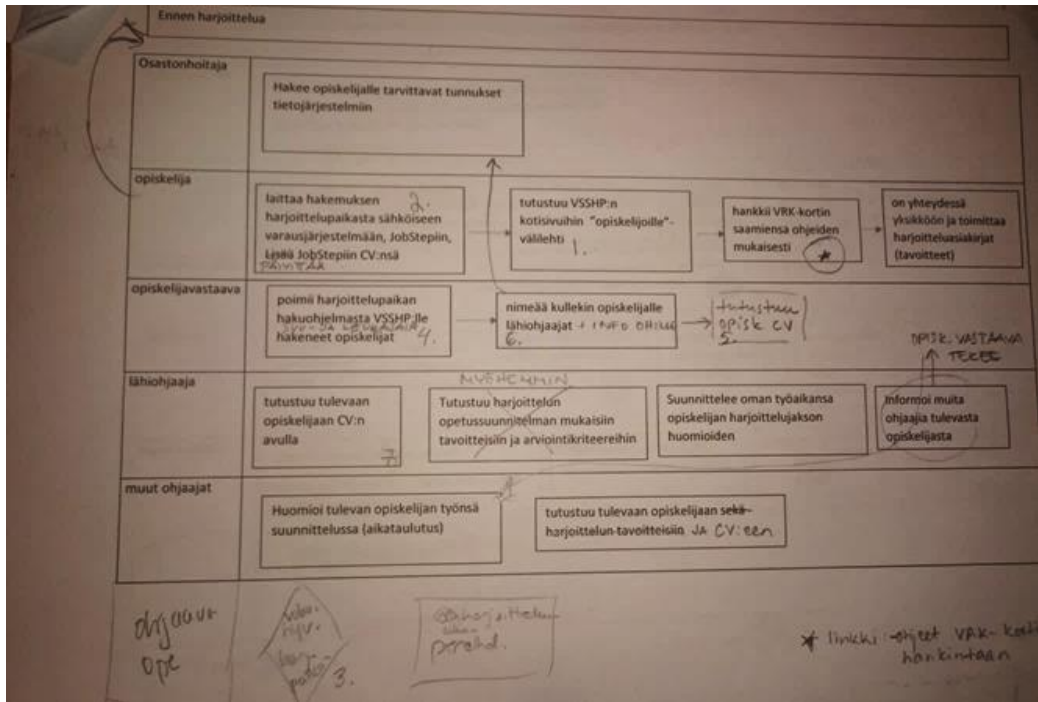 Ennen harjoittelua
Osastonhoitaja
Hakee opiskelijalle tarvittavat tunnukset
tietojärjestelmiin
opiskelija
laittaa hakemuksen 2.
harjoittelupaikasta sähköiseen
varausjärjestelmään, JobStepiin,
Lisää JobStepiin CV:nsä
PÄIVITÄÄ
tutustuu VSSHP:n
kotisivuihin "opiskelijoille"-
välilehti 1.
hankkii VRK-kortin
saamiensa ohjeiden
mukaisesti
*
on yhteydessä
yksikköön ja toimittaa
harjoitteluasiakirjat
(tavoitteet)
opiskelijavastaava
poimii harjoittelupaikan
hakuohjelmasta VSSHP:lle
hakeneet opiskelijat 4.
nimeää kullekin opiskelijalle
lähiohjaajat + INFO
6.
tutustuu
opisk CV
5.
OPISK. VASTAAVA
TEKEE
lähiohjaaja
tutustuu tulevaan
opiskelijaan CV:n
avulla
7.
MYÖHEMMIN
Tutustuu harjoittelun
opetussuunnitelman mukaisiin
tavoitteisiin ja arviointikriteereihin
Suunnittelee oman työaikansa
opiskelijan harjoittelujakson
huomioiden
Informoi muita
ohjaajia tulevasta
opiskelijasta
muut ohjaajat
Huomioi tulevan opiskelijan työnsä
suunnittelussa (aikataulutus)
tutustuu tulevaan opiskelijaan sekä
harjoittelun tavoitteisiin JA CV:een
ohjaava
ope
3.
perehd.
* linkki: ohjeet VRK-kortin
hankintaan